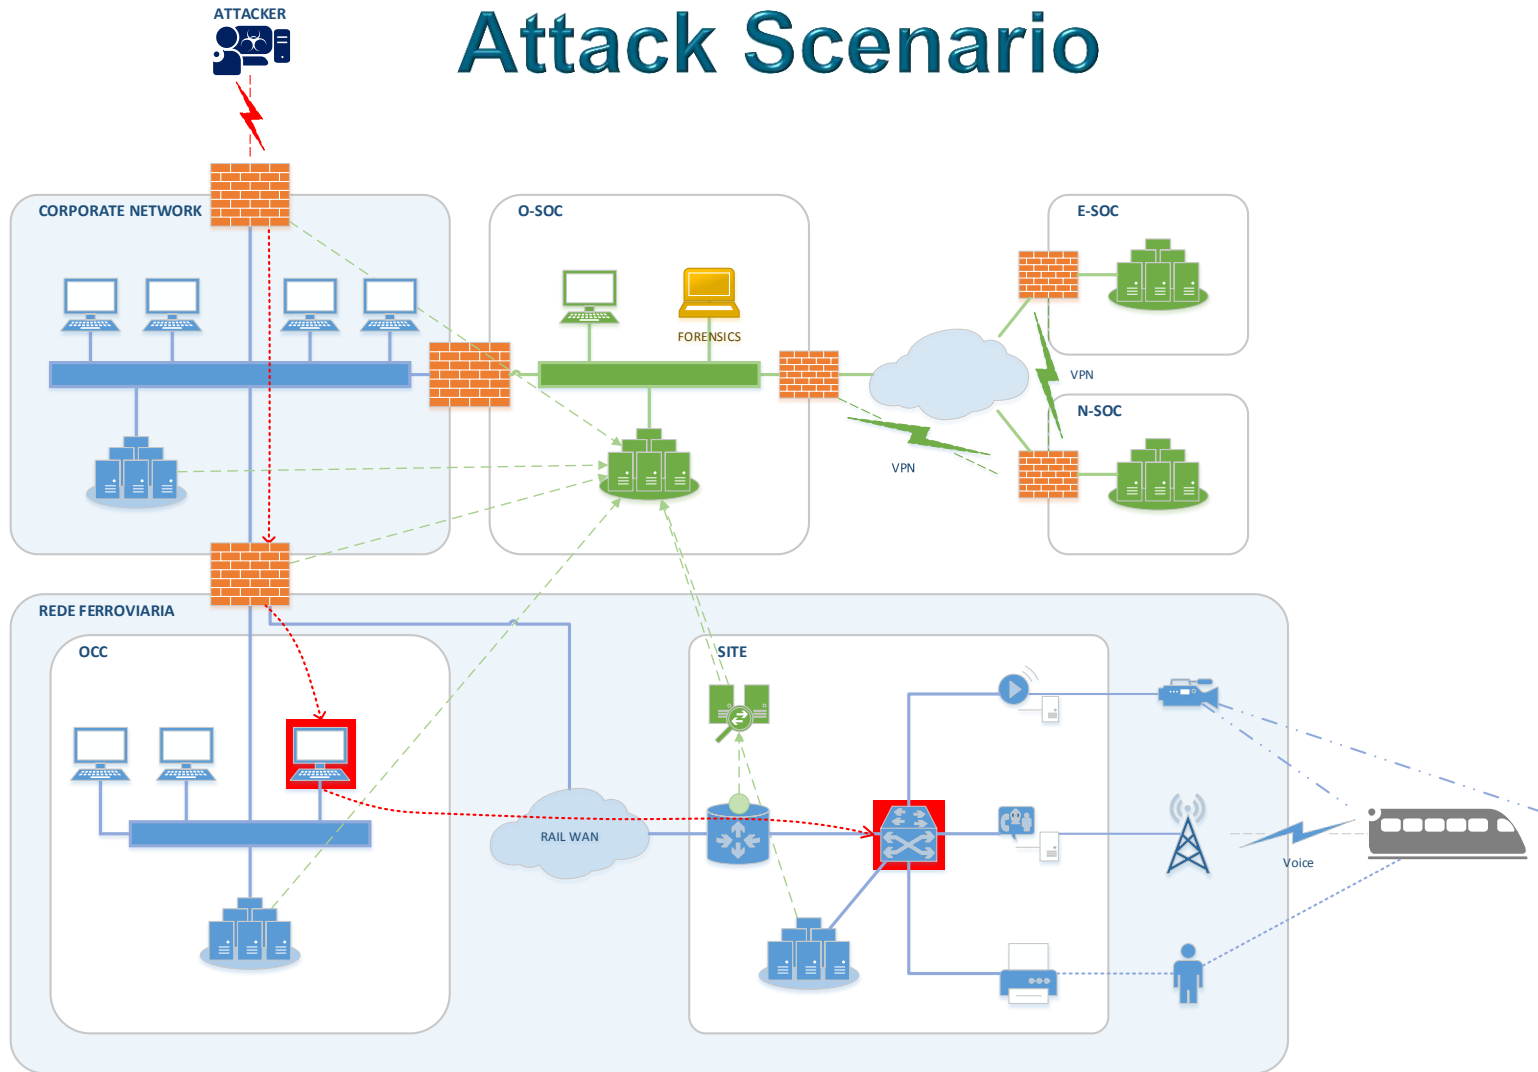 ATTACKER
Attack Scenario
CORPORATE NETWORK
O-SOC
E-SOC
FORENSICS
VPN
N-SOC
VPN
REDE FERROVIARIA
OCC
SITE
RAIL WAN
Voice